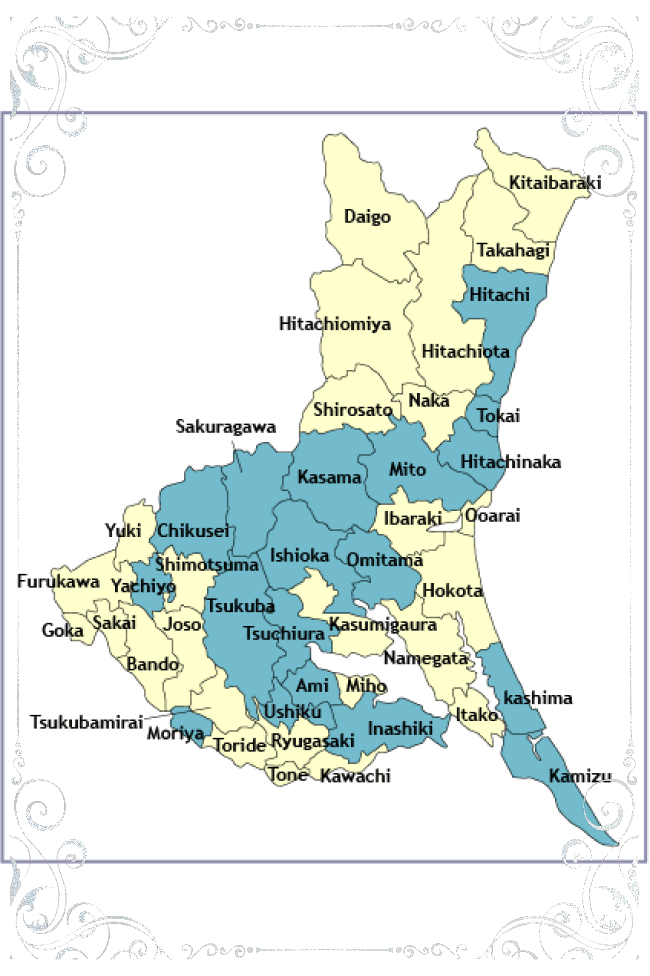 Kitaibaraki
Daigo
Takahagi
Hitachi
Hitachiomiya
Hitachiota
Naka
Shirosato
Tokai
Sakuragawa
Hitachinaka
Mito
Kasama
Ooarai
Ibaraki
Yuki
Chikusei
Ishioka
Omitama
Shimotsuma
Furukawa
Yachiyo
Hokota
Tsukuba
Sakai
Joso
Kasumigaura
Goka
Tsuchiura
Namegata
Bando
Ami
Miho
kashima
Ushiku
Itako
Tsukubamirai
Inashiki
Moriya
Toride
Ryugasaki
Tone
Kawachi
Kamizu